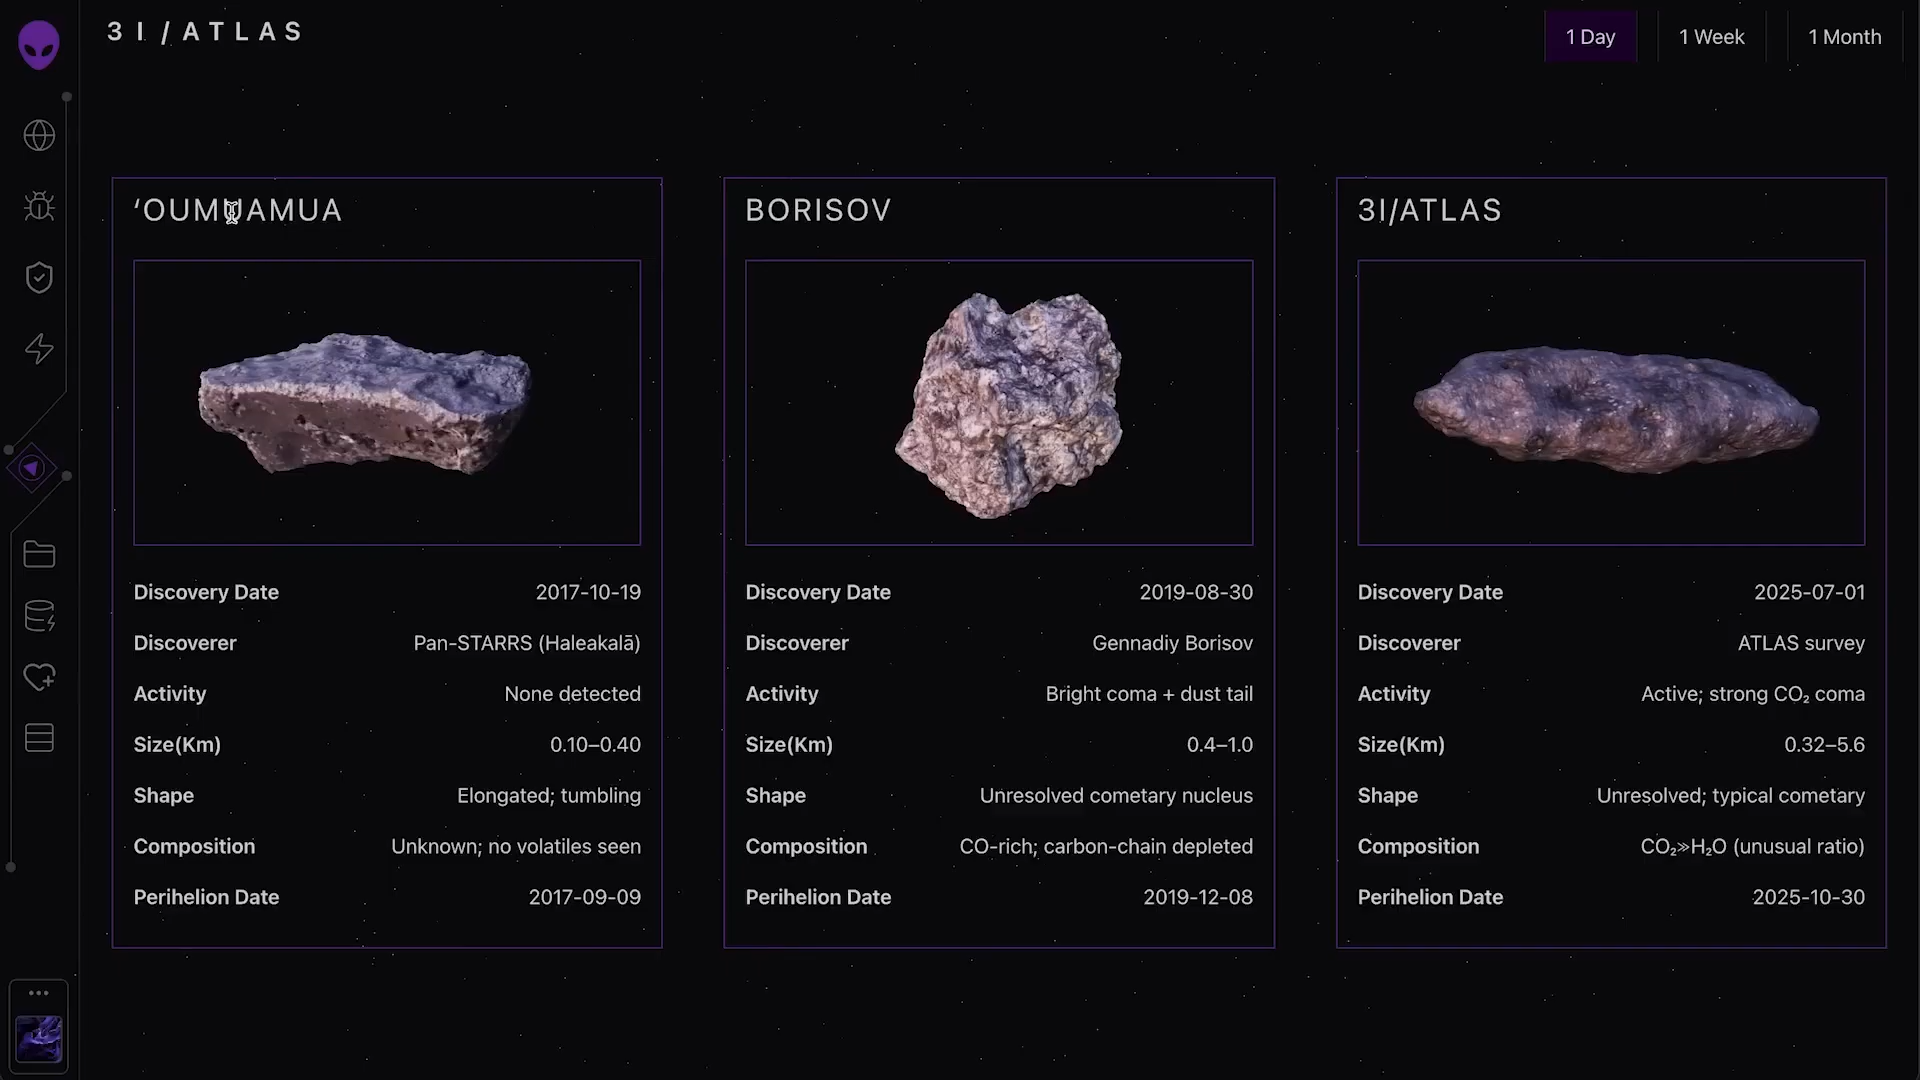 3I/ATLAS
1 Day
1 Week
1 Month
‘OUMUAMUA
Discovery Date 2017-10-19
Discoverer Pan-STARRS (Haleakalā)
Activity None detected
Size(Km) 0.10–0.40
Shape Elongated; tumbling
Composition Unknown; no volatiles seen
Perihelion Date 2017-09-09
BORISOV
Discovery Date 2019-08-30
Discoverer Gennadiy Borisov
Activity Bright coma + dust tail
Size(Km) 0.4–1.0
Shape Unresolved cometary nucleus
Composition CO-rich; carbon-chain depleted
Perihelion Date 2019-12-08
3I/ATLAS
Discovery Date 2025-07-01
Discoverer ATLAS survey
Activity Active; strong CO₂ coma
Size(Km) 0.32–5.6
Shape Unresolved; typical cometary
Composition CO₂≫H₂O (unusual ratio)
Perihelion Date 2025-10-30